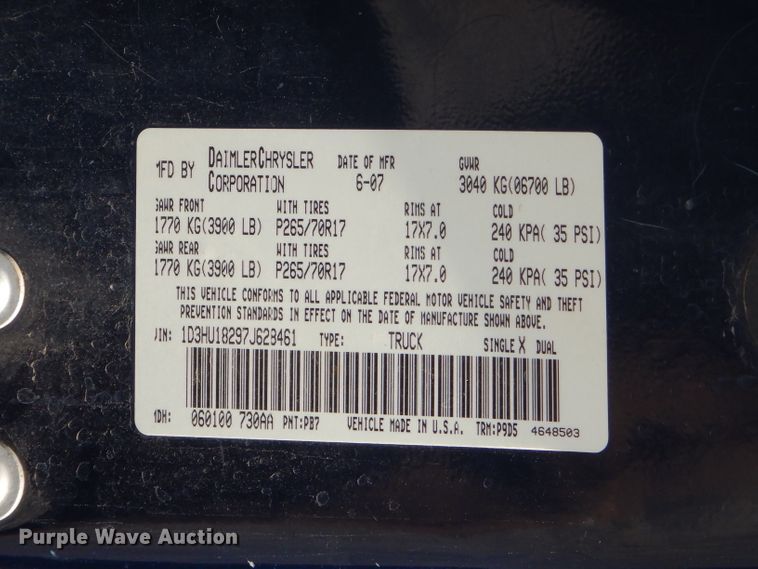 MFD BY DAIMLERCHRYSLER CORPORATION DATE OF MFR 6-07 GVWR 3040 KG(06700 LB)
GAWR FRONT WITH TIRES RIMS AT COLD
1770 KG(3900 LB) P265/70R17 17X7.0 240 KPA( 35 PSI)
GAWR REAR WITH TIRES RIMS AT COLD
1770 KG(3900 LB) P265/70R17 17X7.0 240 KPA( 35 PSI)
THIS VEHICLE CONFORMS TO ALL APPLICABLE FEDERAL MOTOR VEHICLE SAFETY AND THEFT
PREVENTION STANDARDS IN EFFECT ON THE DATE OF MANUFACTURE SHOWN ABOVE.
VIN: 1D3HU18297J628461 TYPE: TRUCK SINGLE X DUAL
MDH: 060100 730AA PNT:PB7 VEHICLE MADE IN U.S.A. TRM:P9D5 4648503
Purple Wave Auction